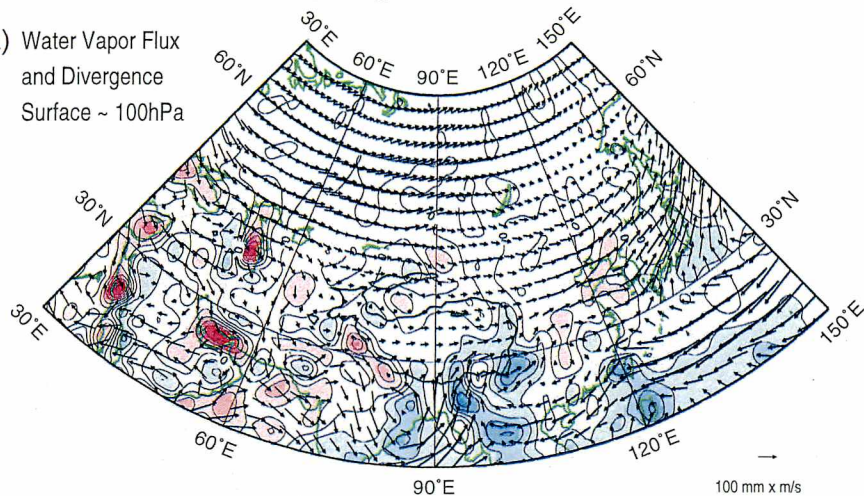 ) Water Vapor Flux
and Divergence
Surface ~ 100hPa
30°E
60°E
90°E
120°E
150°E
60°N
60°N
30°N
30°N
30°E
150°E
60°E
120°E
90°E
100 mm x m/s